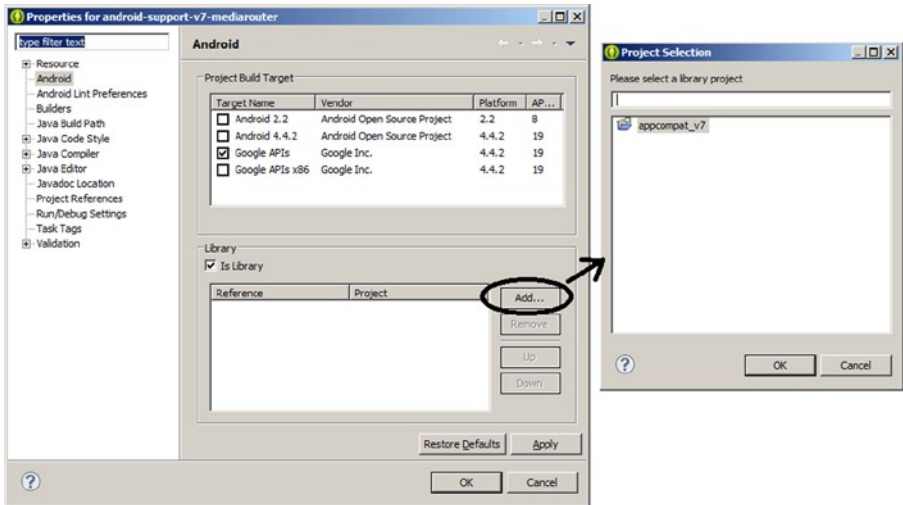 Properties for android-support-v7-mediarouter
type filter text
Resource
Android
Android Lint Preferences
Builders
Java Build Path
Java Code Style
Java Compiler
Java Editor
Javadoc Location
Project References
Run/Debug Settings
Task Tags
Validation
Android
Project Build Target
Target Name Vendor Platform AP...
Android 2.2 Android Open Source Project 2.2 8
Android 4.4.2 Android Open Source Project 4.4.2 19
Google APIs Google Inc. 4.4.2 19
Google APIs x86 Google Inc. 4.4.2 19
Library
Is Library
Reference Project
Add...
Remove
Up
Down
Restore Defaults Apply
? OK Cancel
Project Selection
Please select a library project
appcompat_v7
? OK Cancel